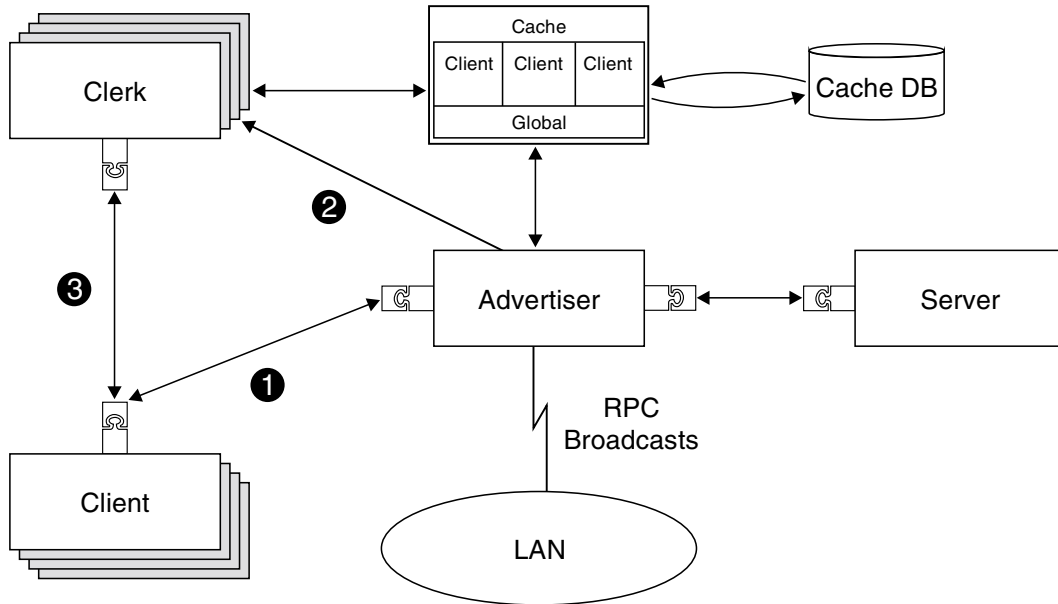 Cache
Clerk
Client Client Client
Cache DB
Global
2
3
Advertiser
Server
1
RPC
Broadcasts
Client
LAN